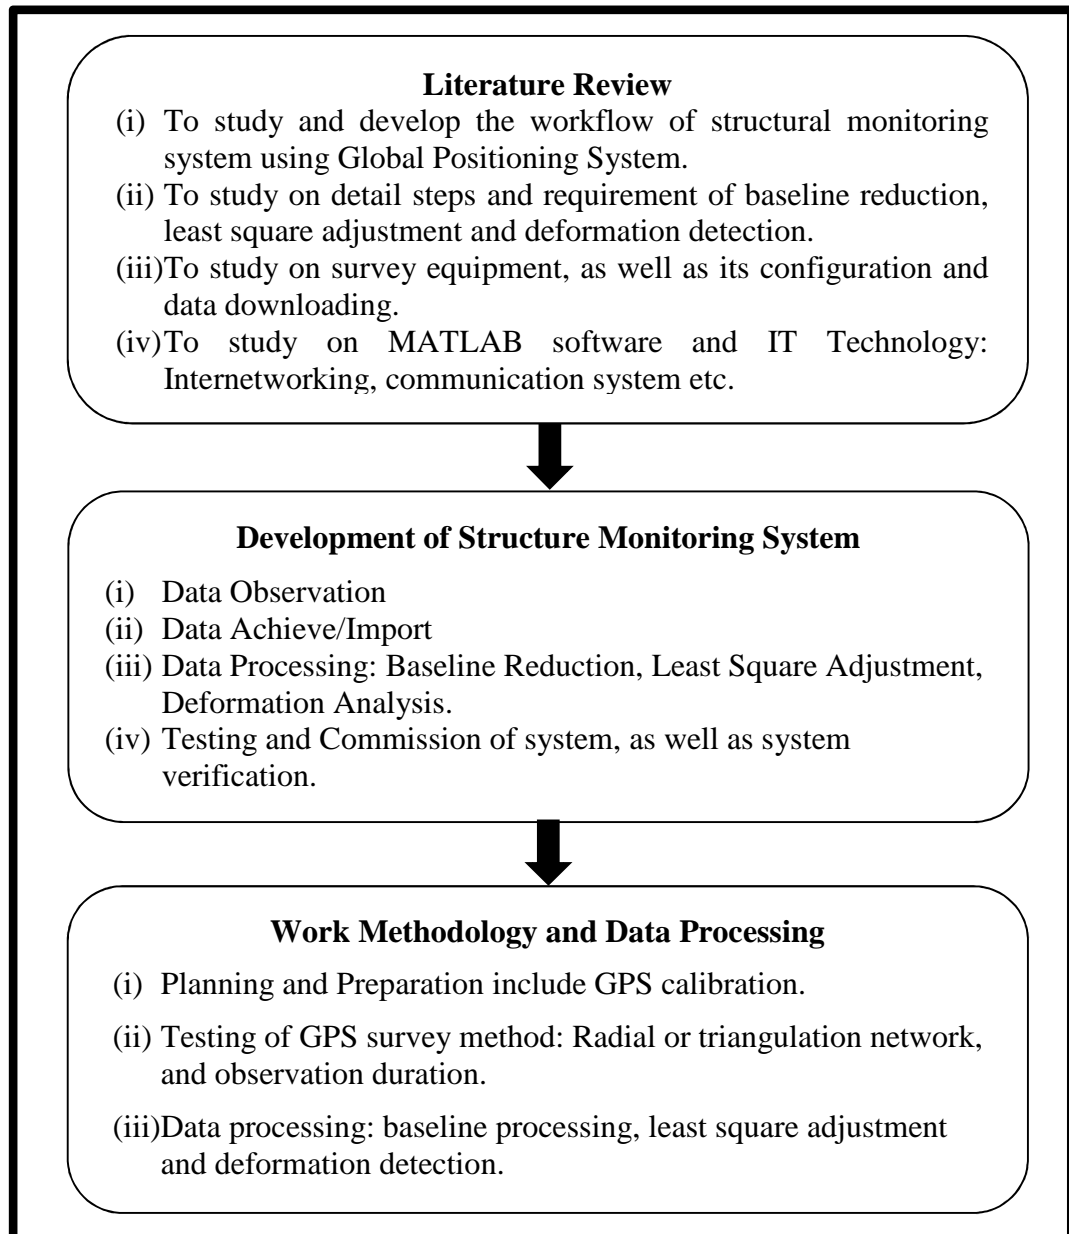 Literature Review
(i) To study and develop the workflow of structural monitoring
system using Global Positioning System.
(ii) To study on detail steps and requirement of baseline reduction,
least square adjustment and deformation detection.
(iii)To study on survey equipment, as well as its configuration and
data downloading.
(iv)To study on MATLAB software and IT Technology:
Internetworking, communication system etc.
Development of Structure Monitoring System
(i) Data Observation
(ii) Data Achieve/Import
(iii) Data Processing: Baseline Reduction, Least Square Adjustment,
Deformation Analysis.
(iv) Testing and Commission of system, as well as system
verification.
Work Methodology and Data Processing
(i) Planning and Preparation include GPS calibration.
(ii) Testing of GPS survey method: Radial or triangulation network,
and observation duration.
(iii)Data processing: baseline processing, least square adjustment
and deformation detection.